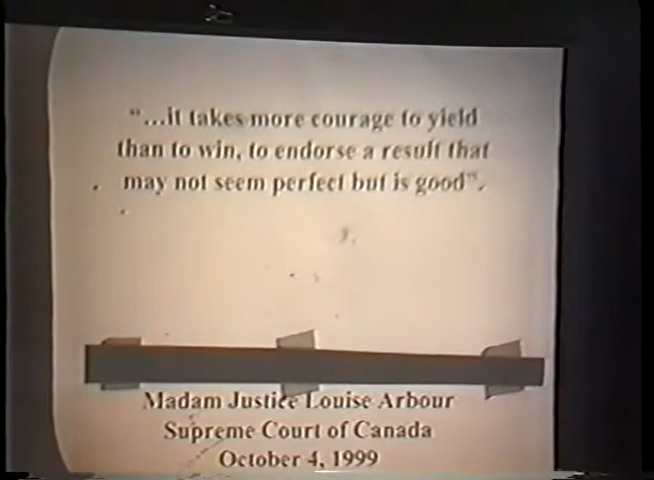 "...it takes more courage to yield
than to win, to endorse a result that
may not seem perfect but is good".
Madam Justice Louise Arbour
Supreme Court of Canada
October 4, 1999